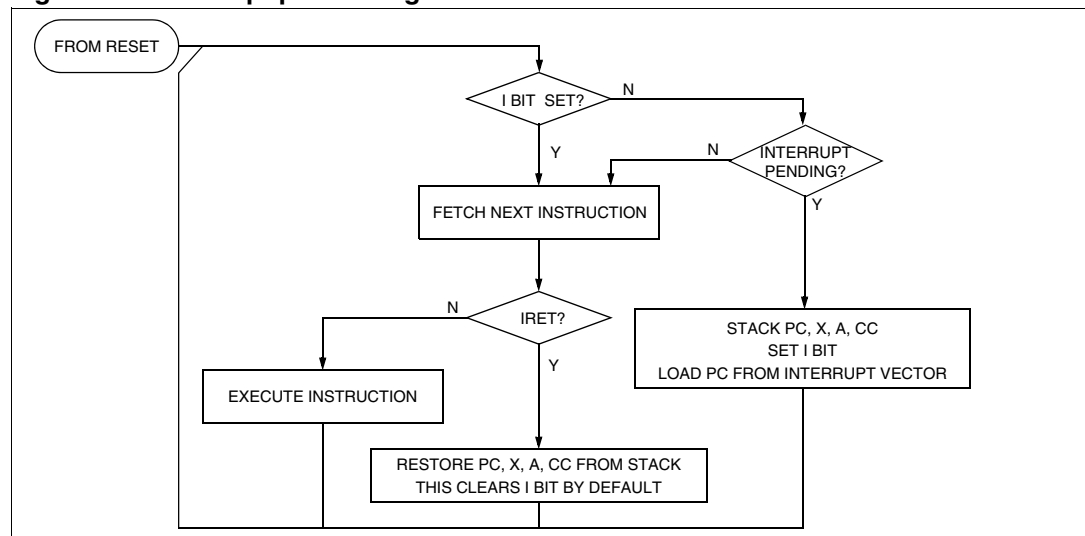 FROM RESET
I BIT SET?
N
Y
N
INTERRUPT
PENDING?
Y
FETCH NEXT INSTRUCTION
N
IRET?
Y
STACK PC, X, A, CC
SET I BIT
LOAD PC FROM INTERRUPT VECTOR
EXECUTE INSTRUCTION
RESTORE PC, X, A, CC FROM STACK
THIS CLEARS I BIT BY DEFAULT